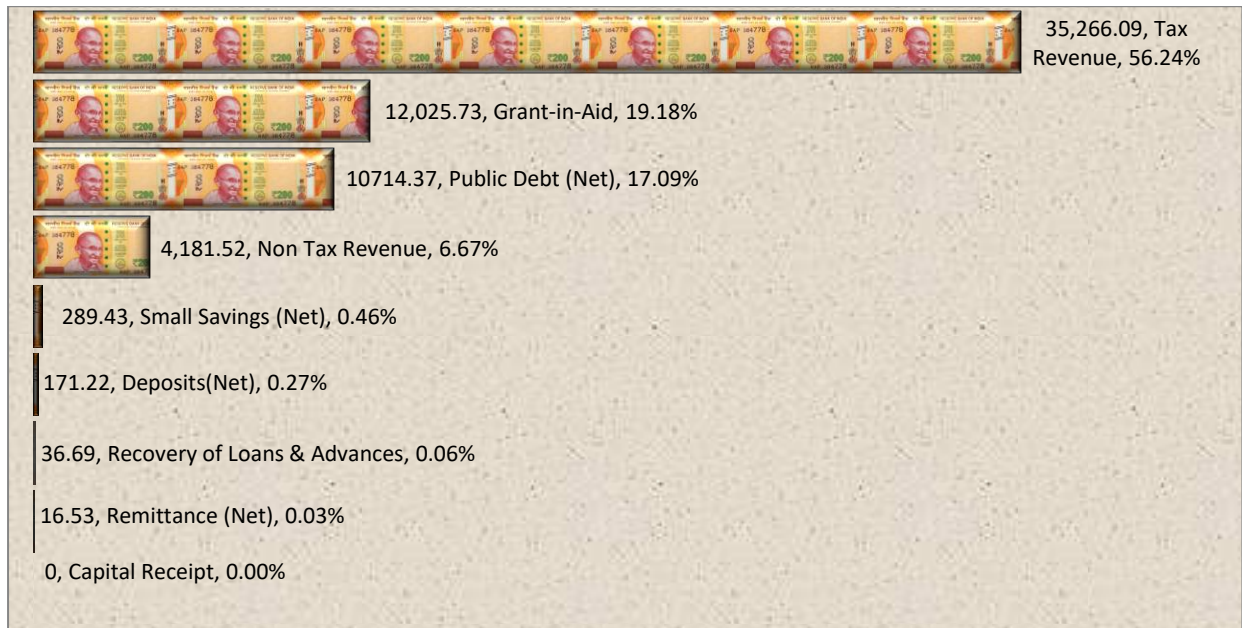 35,266.09, Tax
Revenue, 56.24%
12,025.73, Grant-in-Aid, 19.18%
10714.37, Public Debt (Net), 17.09%
4,181.52, Non Tax Revenue, 6.67%
289.43, Small Savings (Net), 0.46%
171.22, Deposits(Net), 0.27%
36.69, Recovery of Loans & Advances, 0.06%
16.53, Remittance (Net), 0.03%
0, Capital Receipt, 0.00%